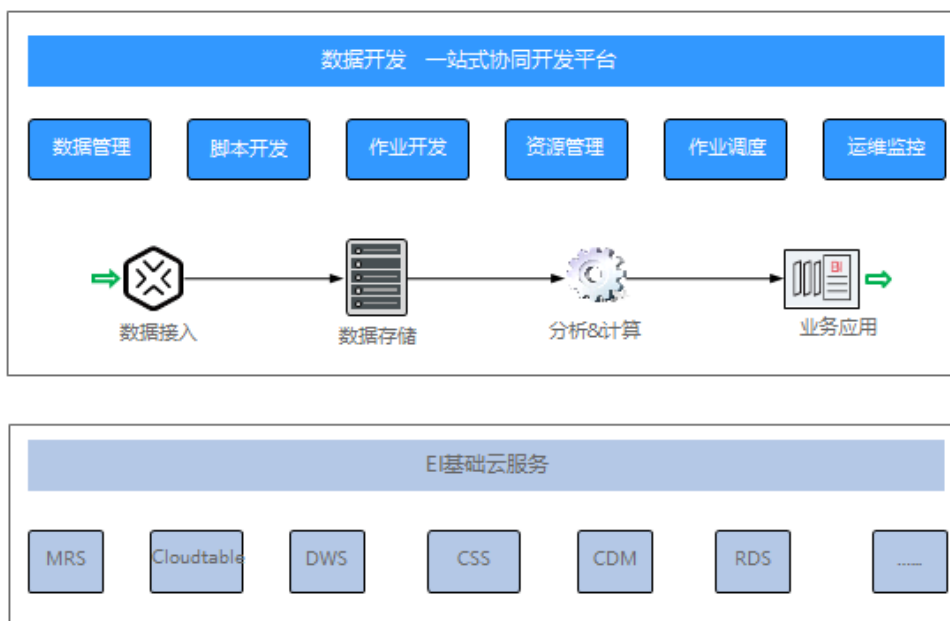 数据开发 一站式协同开发平台
数据管理
脚本开发
作业开发
资源管理
作业调度
运维监控
BI
数据接入
数据存储
分析&计算
业务应用
EI基础云服务
MRS
Cloudtable
DWS
CSS
CDM
RDS
......